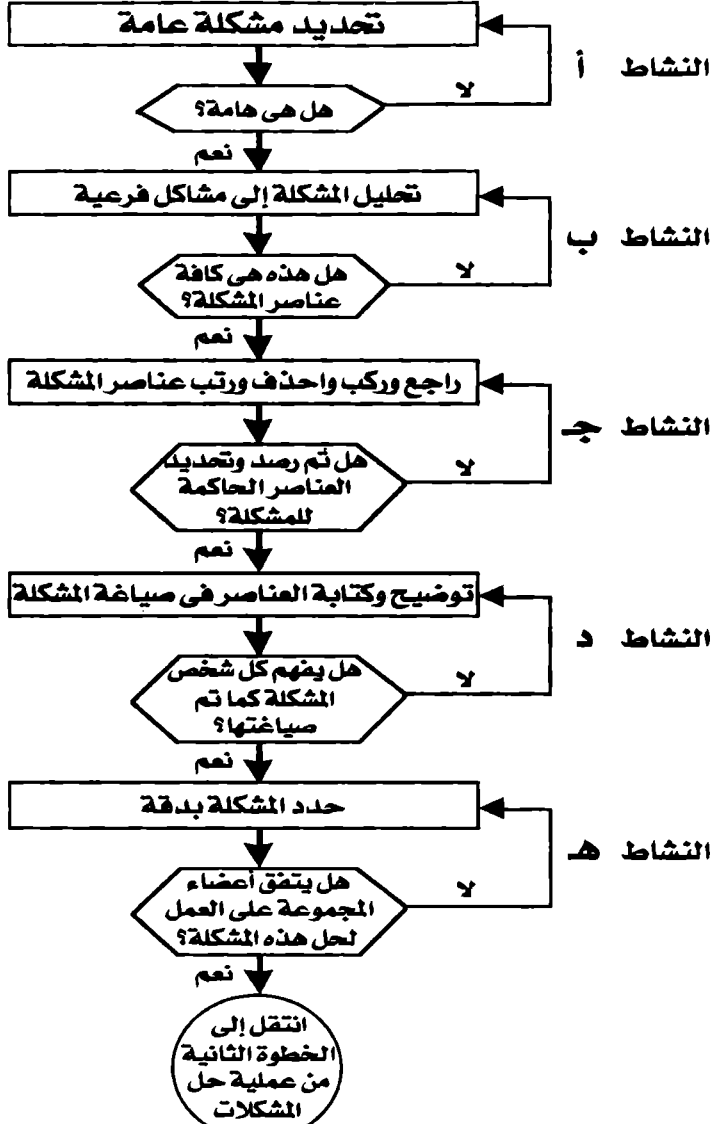 تحديد مشكلة عامة
النشاط أ
لا
هل هى هامة؟
نعم
تحليل المشكلة إلى مشاكل فرعية
النشاط ب
لا
هل هذه هى كافة
عناصر المشكلة؟
نعم
راجع وركب واحذف ورتب عناصر المشكلة
النشاط جـ
لا
هل تم رصد وتحديد
العناصر الحاكمة
للمشكلة؟
نعم
توضيح وكتابة العناصر فى صياغة المشكلة
النشاط د
لا
هل يفهم كل شخص
المشكلة كما تم
صياغتها؟
نعم
حدد المشكلة بدقة
النشاط هـ
لا
هل يتفق أعضاء
المجموعة على العمل
لحل هذه المشكلة؟
نعم
انتقل إلى
الخطوة الثانية
من عملية حل
المشكلات